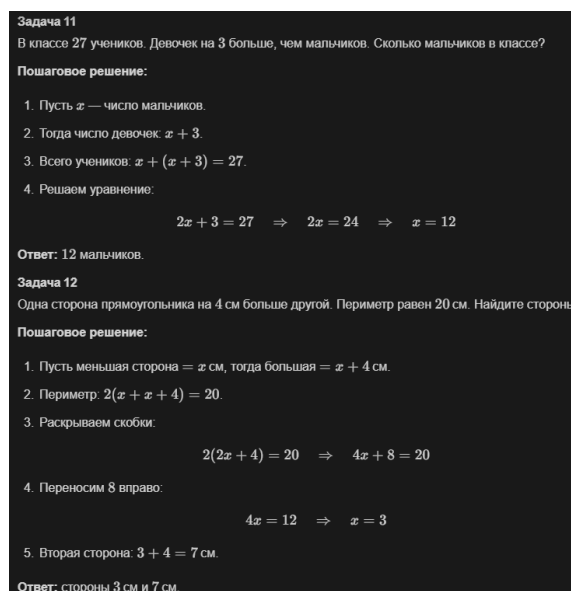 Задача 11
В классе 27 учеников. Девочек на 3 больше, чем мальчиков. Сколько мальчиков в классе?
Пошаговое решение:
1. Пусть x — число мальчиков.
2. Тогда число девочек: x + 3.
3. Всего учеников: x + (x + 3) = 27.
4. Решаем уравнение:
2x + 3 = 27 ⇒ 2x = 24 ⇒ x = 12
Ответ: 12 мальчиков.
Задача 12
Одна сторона прямоугольника на 4 см больше другой. Периметр равен 20 см. Найдите стороны
Пошаговое решение:
1. Пусть меньшая сторона = x см, тогда большая = x + 4 см.
2. Периметр: 2(x + x + 4) = 20.
3. Раскрываем скобки:
2(2x + 4) = 20 ⇒ 4x + 8 = 20
4. Переносим 8 вправо:
4x = 12 ⇒ x = 3
5. Вторая сторона: 3 + 4 = 7 см.
Ответ: стороны 3 см и 7 см